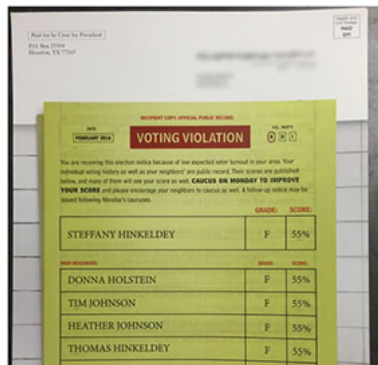 Paid for by Cruz for President
P.O. Box 25376
Houston, TX 77265
PAID
RECIPIENT COPY: OFFICIAL PUBLIC RECORD
DATE:
FEBRUARY 2016
VOTING VIOLATION
You are receiving this election notice because of low expected voter turnout in your area. Your
individual voting history as well as your neighbors' are public record. Their scores are published
below, and many of them will see your score as well. CAUCUS ON MONDAY TO IMPROVE
YOUR SCORE and please encourage your neighbors to caucus as well. A follow-up notice may be
issued following Monday's caucuses.
GRADE: SCORE:
STEFFANY HINKELDEY F 55%
YOUR NEIGHBORS: GRADE: SCORE:
DONNA HOLSTEIN F 55%
TIM JOHNSON F 55%
HEATHER JOHNSON F 55%
THOMAS HINKELDEY F 55%